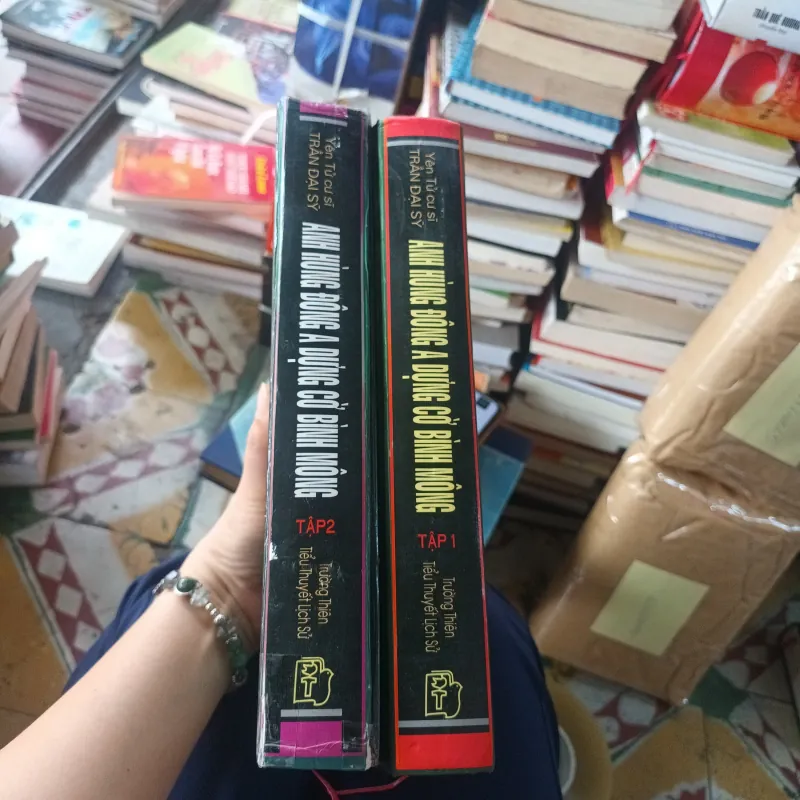 Yên Tử cư sĩ
TRẦN ĐẠI SỸ
ANH HÙNG ĐÔNG A DỰNG CỜ BÌNH MÔNG
TẬP2
Trường Thiên
Tiểu Thuyết Lịch Sử
Yên Tử cư sĩ
TRẦN ĐẠI SỸ
ANH HÙNG ĐÔNG A DỰNG CỜ BÌNH MÔNG
TẬP 1
Trường Thiên
Tiểu Thuyết Lịch Sử